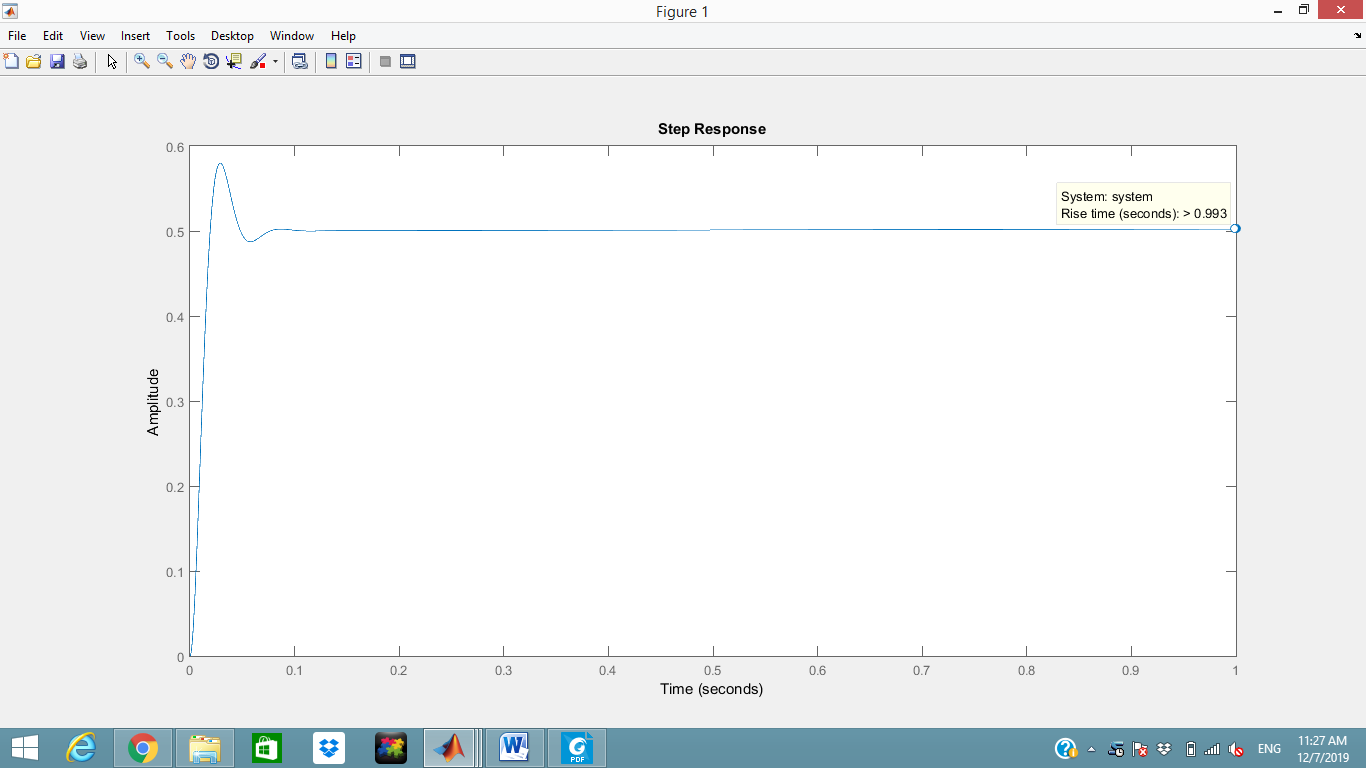 Figure 1
File Edit View Insert Tools Desktop Window Help
Step Response
System: system
Rise time (seconds): > 0.993
Amplitude
0.6
0.5
0.4
0.3
0.2
0.1
0
0 0.1 0.2 0.3 0.4 0.5 0.6 0.7 0.8 0.9 1
Time (seconds)
PDF
ENG
11:27 AM
12/7/2019